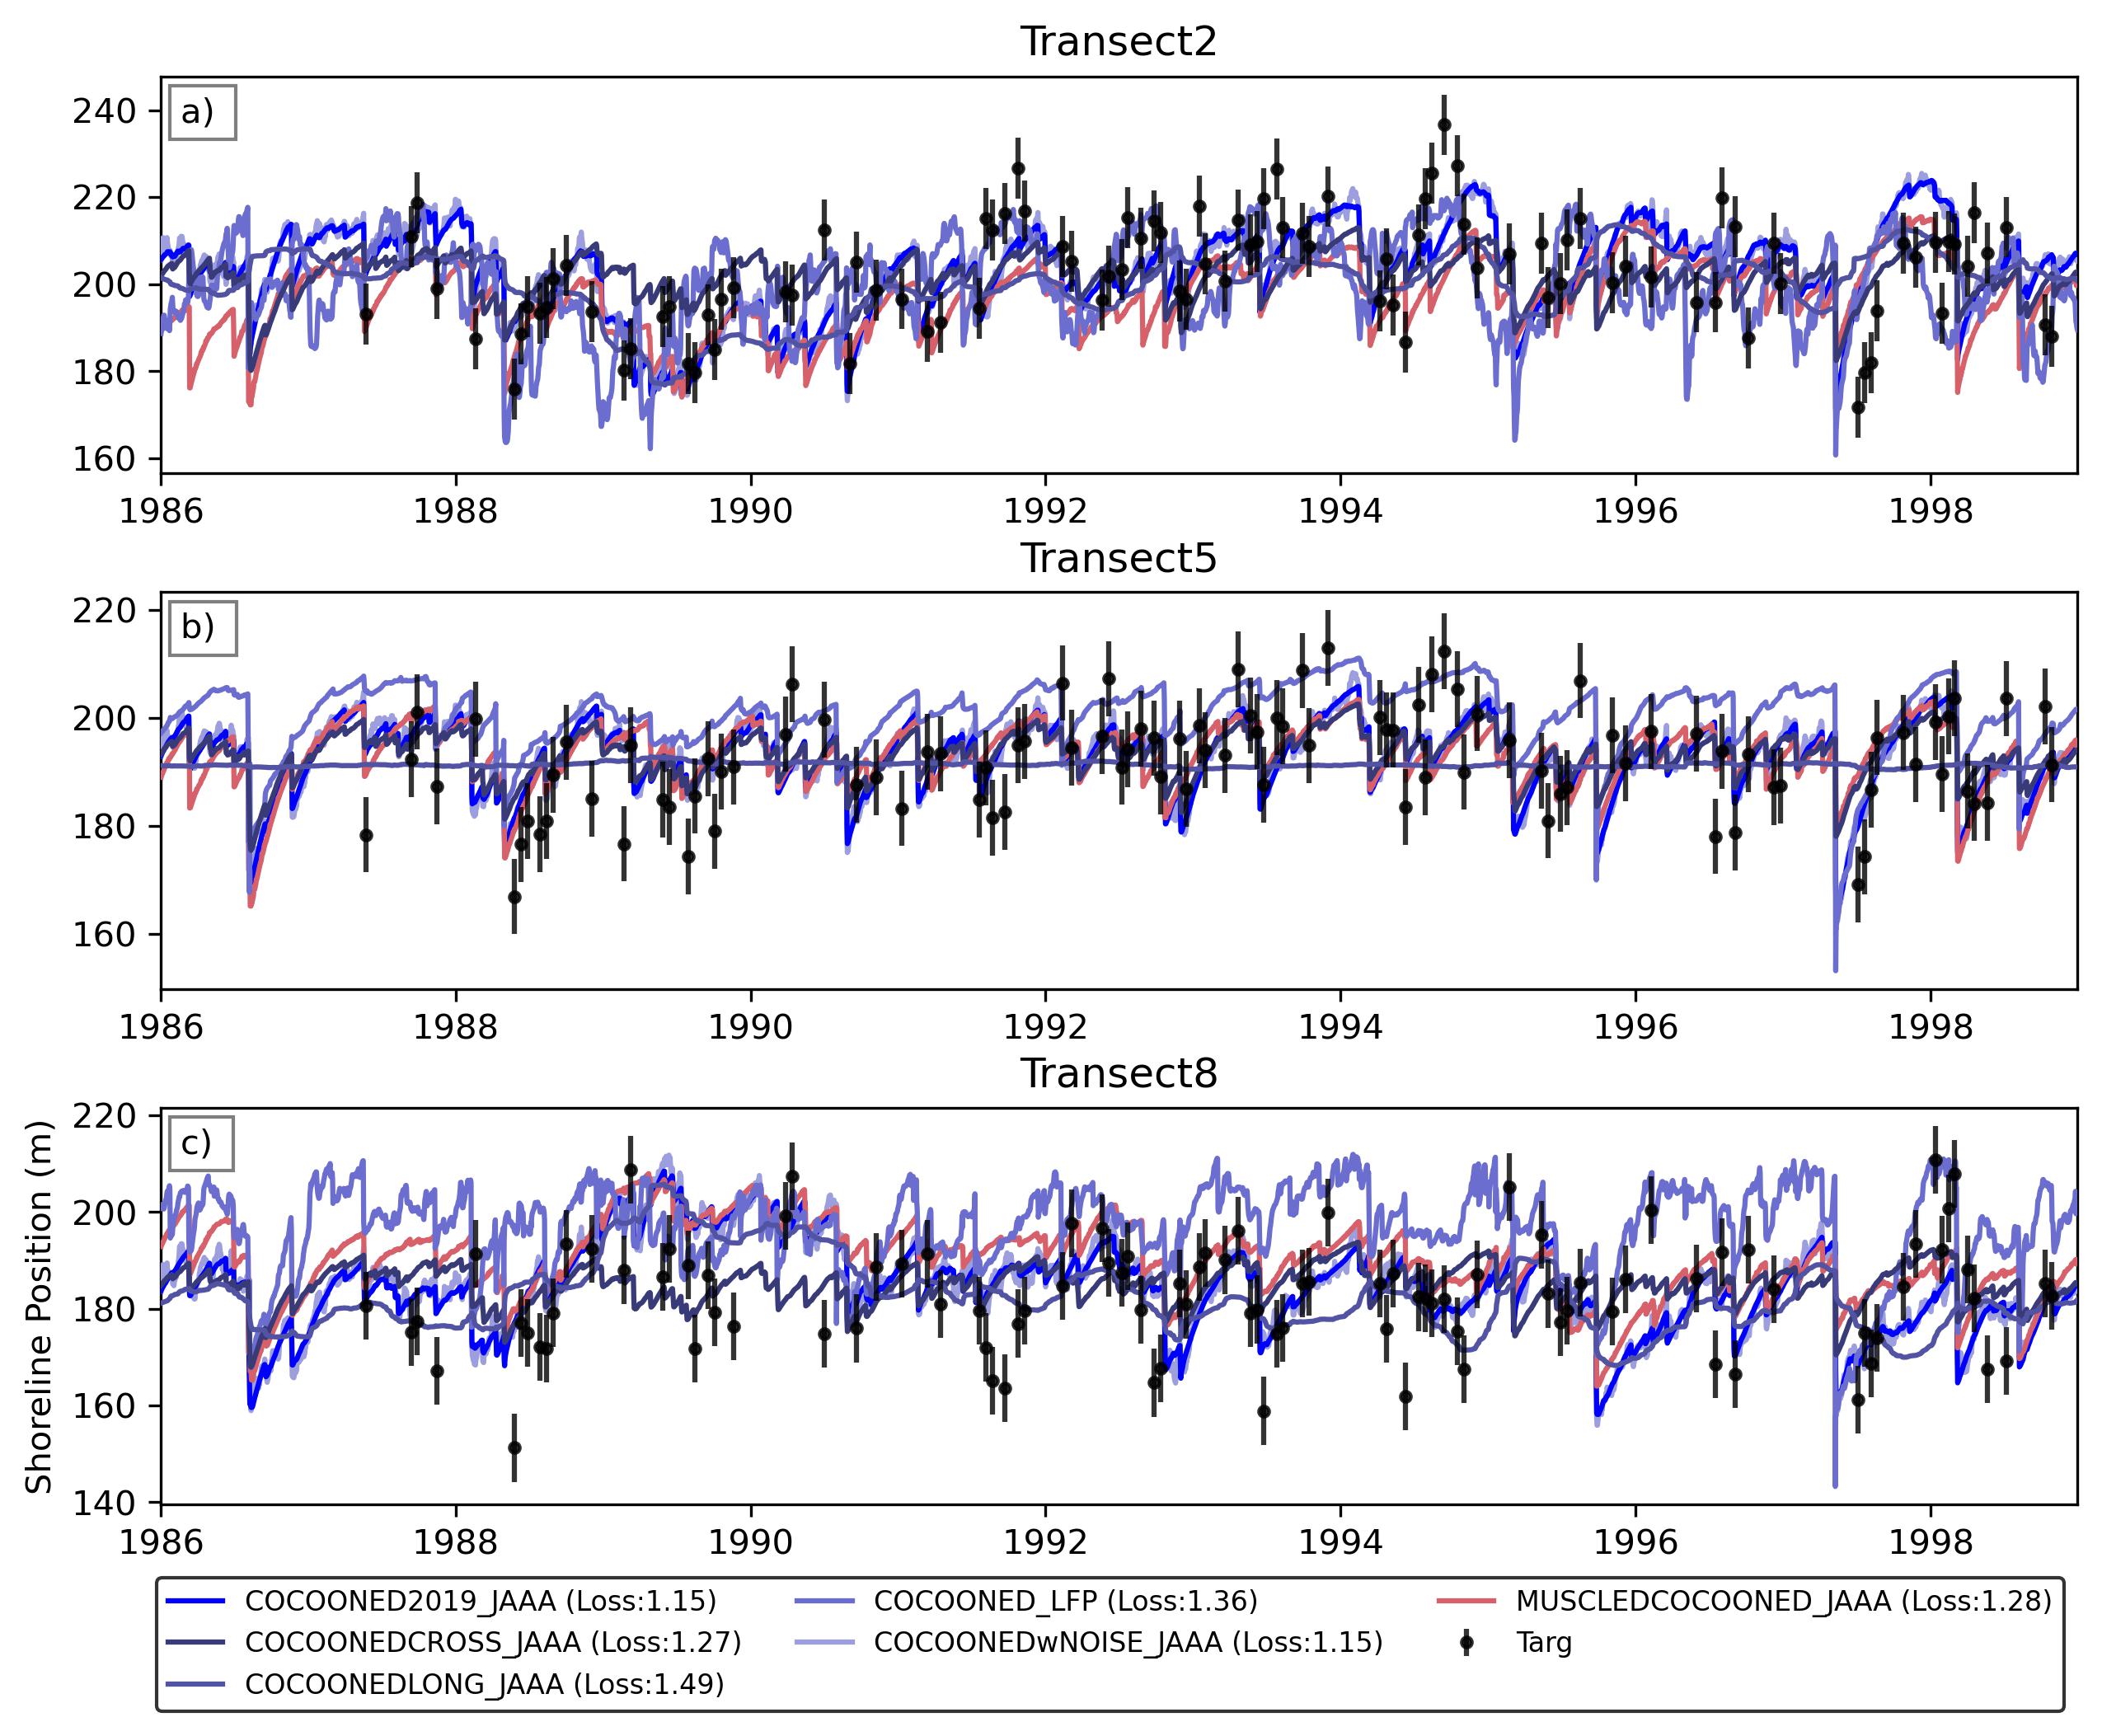 Transect2
a)
240
220
200
180
160
1986 1988 1990 1992 1994 1996 1998
Transect5
b)
220
200
180
160
1986 1988 1990 1992 1994 1996 1998
Transect8
c)
Shoreline Position (m)
220
200
180
160
140
1986 1988 1990 1992 1994 1996 1998
COCOONED2019_JAAA (Loss:1.15)
COCOONEDCROSS_JAAA (Loss:1.27)
COCOONEDLONG_JAAA (Loss:1.49)
COCOONED_LFP (Loss:1.36)
COCOONEDwNOISE_JAAA (Loss:1.15)
MUSCLEDCOCOONED_JAAA (Loss:1.28)
Targ